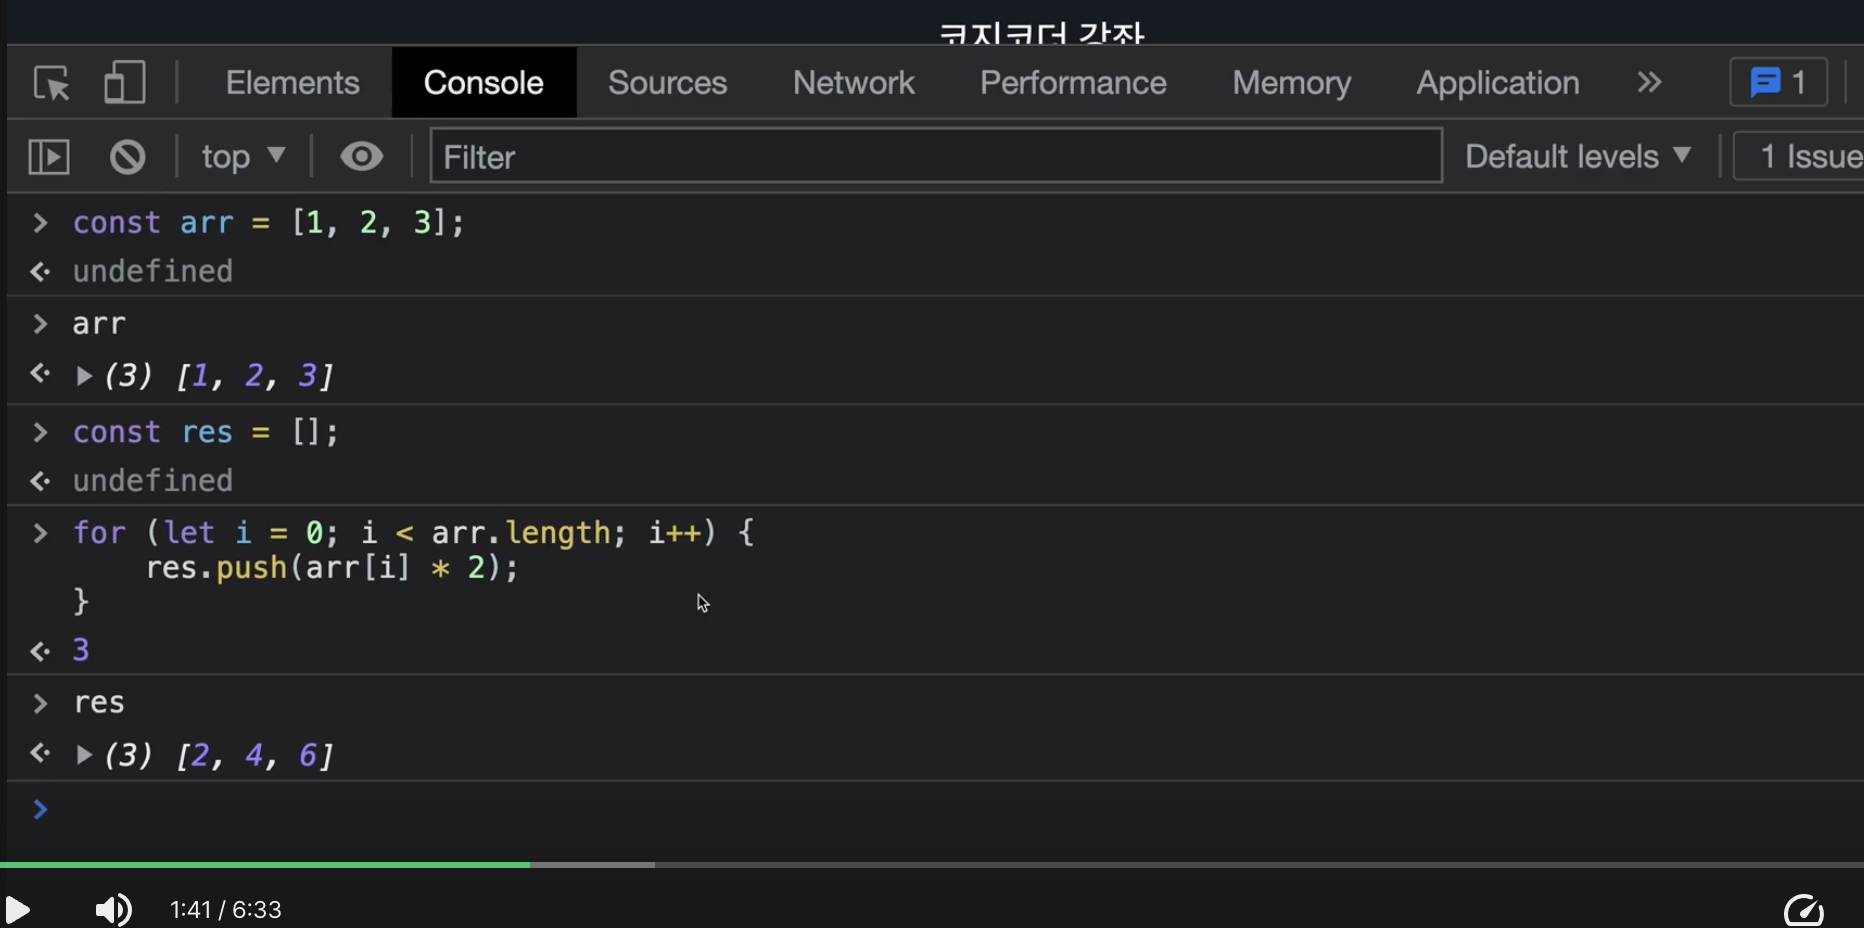 코지코더 강좌
Elements Console Sources Network Performance Memory Application 1
top Filter Default levels 1 Issue
const arr = [1, 2, 3];
undefined
arr
(3) [1, 2, 3]
const res = [];
undefined
for (let i = 0; i < arr.length; i++) {
    res.push(arr[i] * 2);
}
3
res
(3) [2, 4, 6]
1:41 / 6:33